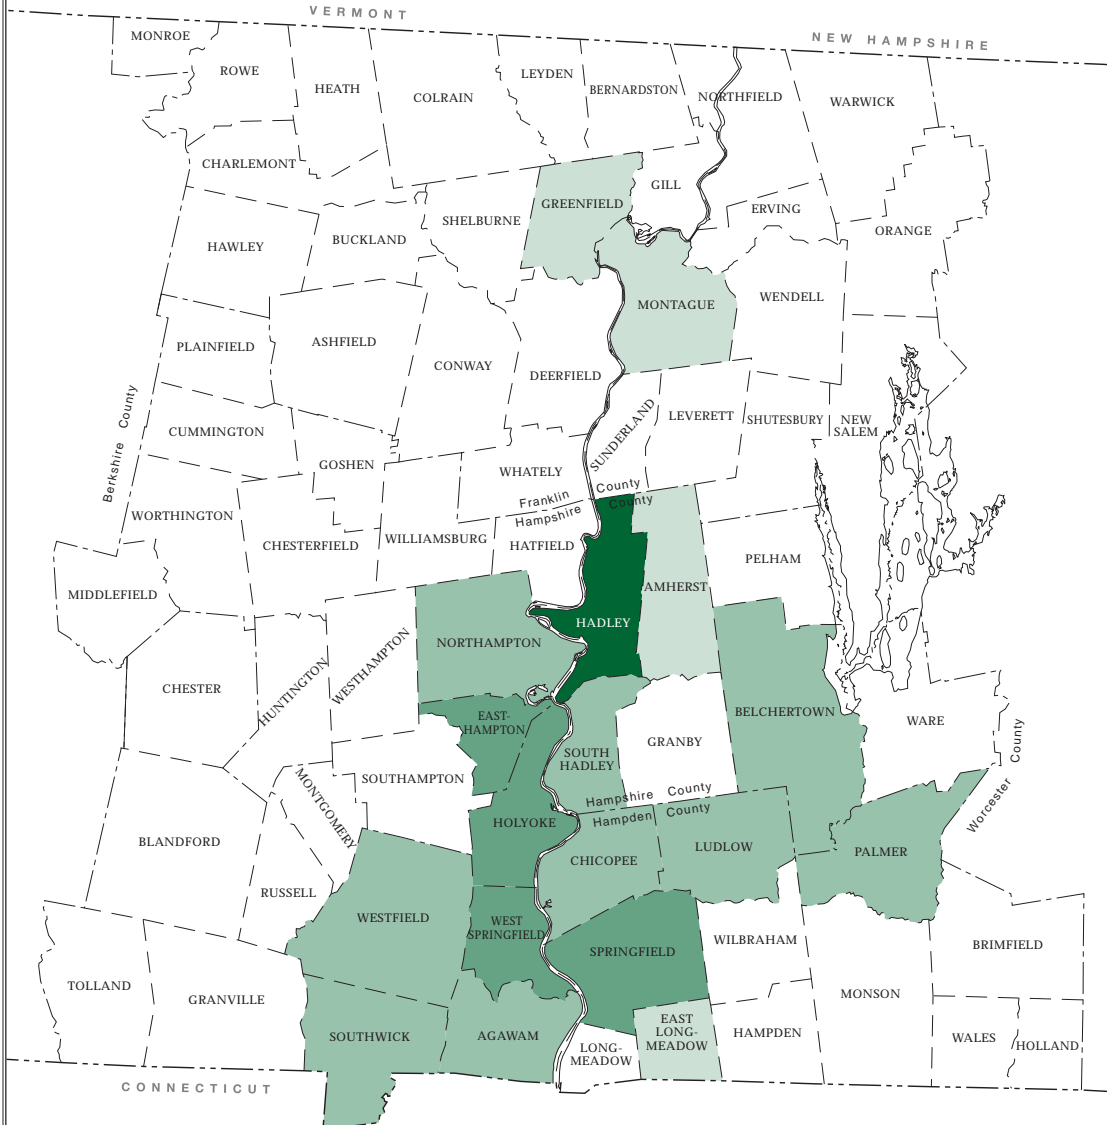 VERMONT
NEW HAMPSHIRE
MONROE
ROWE
HEATH
COLRAIN
LEYDEN
BERNARDSTON
NORTHFIELD
WARWICK
CHARLEMONT
GREENFIELD
GILL
ERVING
ORANGE
HAWLEY
BUCKLAND
SHELBURNE
MONTAGUE
WENDELL
PLAINFIELD
ASHFIELD
CONWAY
DEERFIELD
SUNDERLAND
LEVERETT
SHUTESBURY
NEW
SALEM
Berkshire County
CUMMINGTON
GOSHEN
WHATELY
Franklin County
Hampshire County
WORTHINGTON
CHESTERFIELD
WILLIAMSBURG
HATFIELD
AMHERST
PELHAM
MIDDLEFIELD
NORTHAMPTON
HADLEY
CHESTER
HUNTINGTON
WESTHAMPTON
EAST-
HAMPTON
SOUTH
HADLEY
GRANBY
BELCHERTOWN
WARE
Worcester County
SOUTHAMPTON
MONTGOMERY
Hampshire County
Hampden County
BLANDFORD
RUSSELL
HOLYOKE
CHICOPEE
LUDLOW
PALMER
WESTFIELD
WEST
SPRINGFIELD
SPRINGFIELD
WILBRAHAM
BRIMFIELD
TOLLAND
GRANVILLE
SOUTHWICK
AGAWAM
LONG-
MEADOW
EAST
LONG-
MEADOW
HAMPDEN
MONSON
WALES
HOLLAND
CONNECTICUT